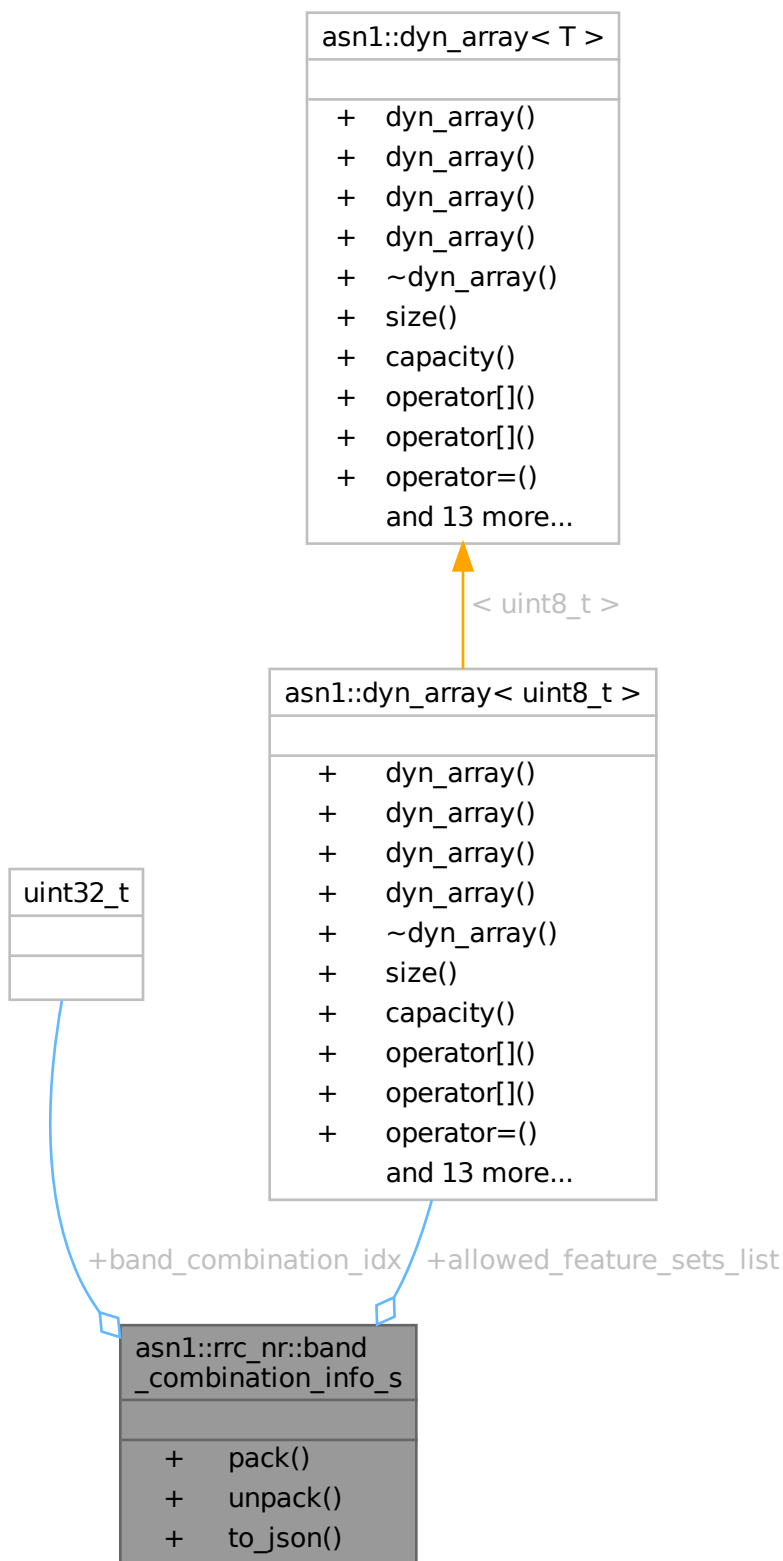 asn1::dyn_array< T >
+ dyn_array()
+ dyn_array()
+ dyn_array()
+ dyn_array()
+ ~dyn_array()
+ size()
+ capacity()
+ operator[]()
+ operator[]()
+ operator=()
and 13 more...
< uint8_t >
asn1::dyn_array< uint8_t >
+ dyn_array()
+ dyn_array()
+ dyn_array()
+ dyn_array()
+ ~dyn_array()
+ size()
+ capacity()
+ operator[]()
+ operator[]()
+ operator=()
and 13 more...
uint32_t
+band_combination_idx
+allowed_feature_sets_list
asn1::rrc_nr::band
_combination_info_s
+ pack()
+ unpack()
+ to_json()